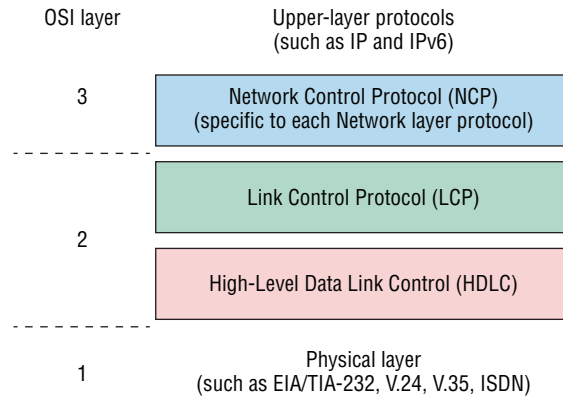 OSI layer
Upper-layer protocols
(such as IP and IPv6)
3
Network Control Protocol (NCP)
(specific to each Network layer protocol)
Link Control Protocol (LCP)
2
High-Level Data Link Control (HDLC)
1
Physical layer
(such as EIA/TIA-232, V.24, V.35, ISDN)